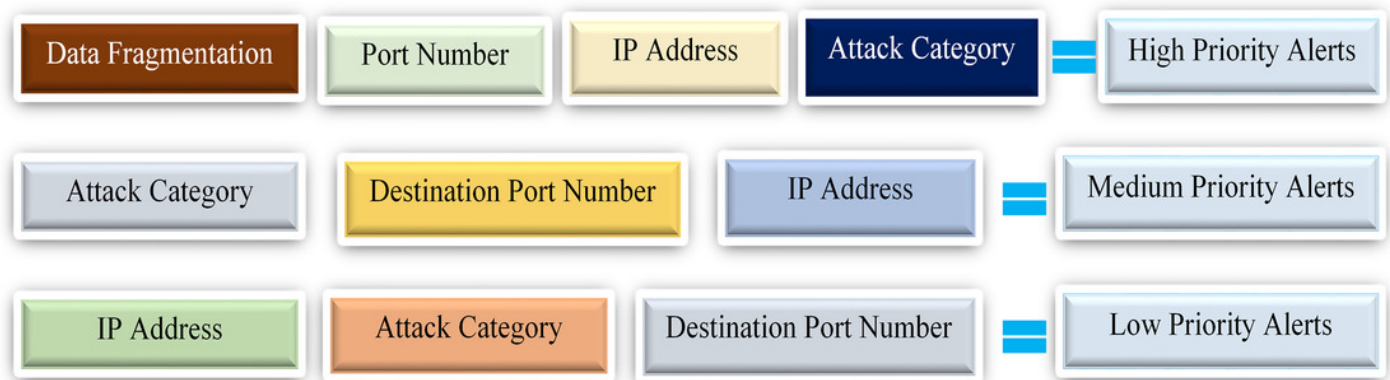 Data Fragmentation Port Number IP Address Attack Category = High Priority Alerts
Attack Category Destination Port Number IP Address = Medium Priority Alerts
IP Address Attack Category Destination Port Number = Low Priority Alerts